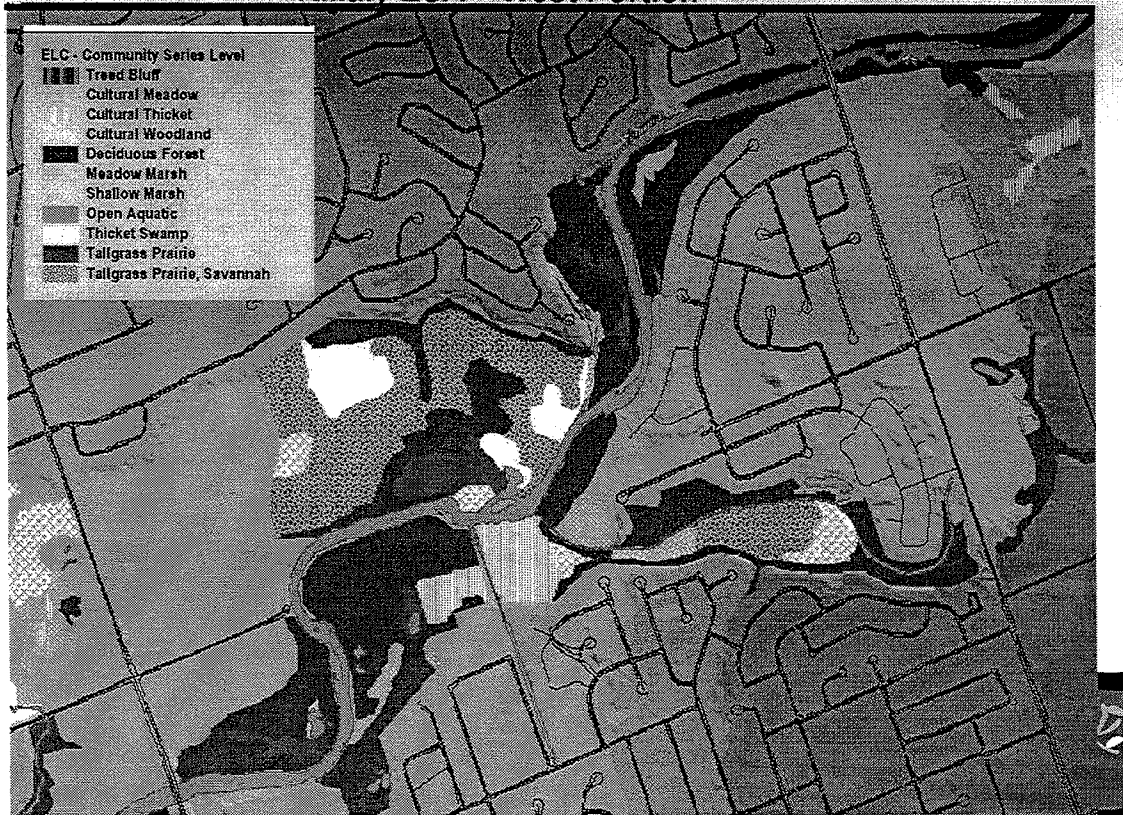 ELC - Community Series Level
Treed Bluff
Cultural Meadow
Cultural Thicket
Cultural Woodland
Deciduous Forest
Meadow Marsh
Shallow Marsh
Open Aquatic
Thicket Swamp
Tallgrass Prairie
Tallgrass Prairie, Savannah